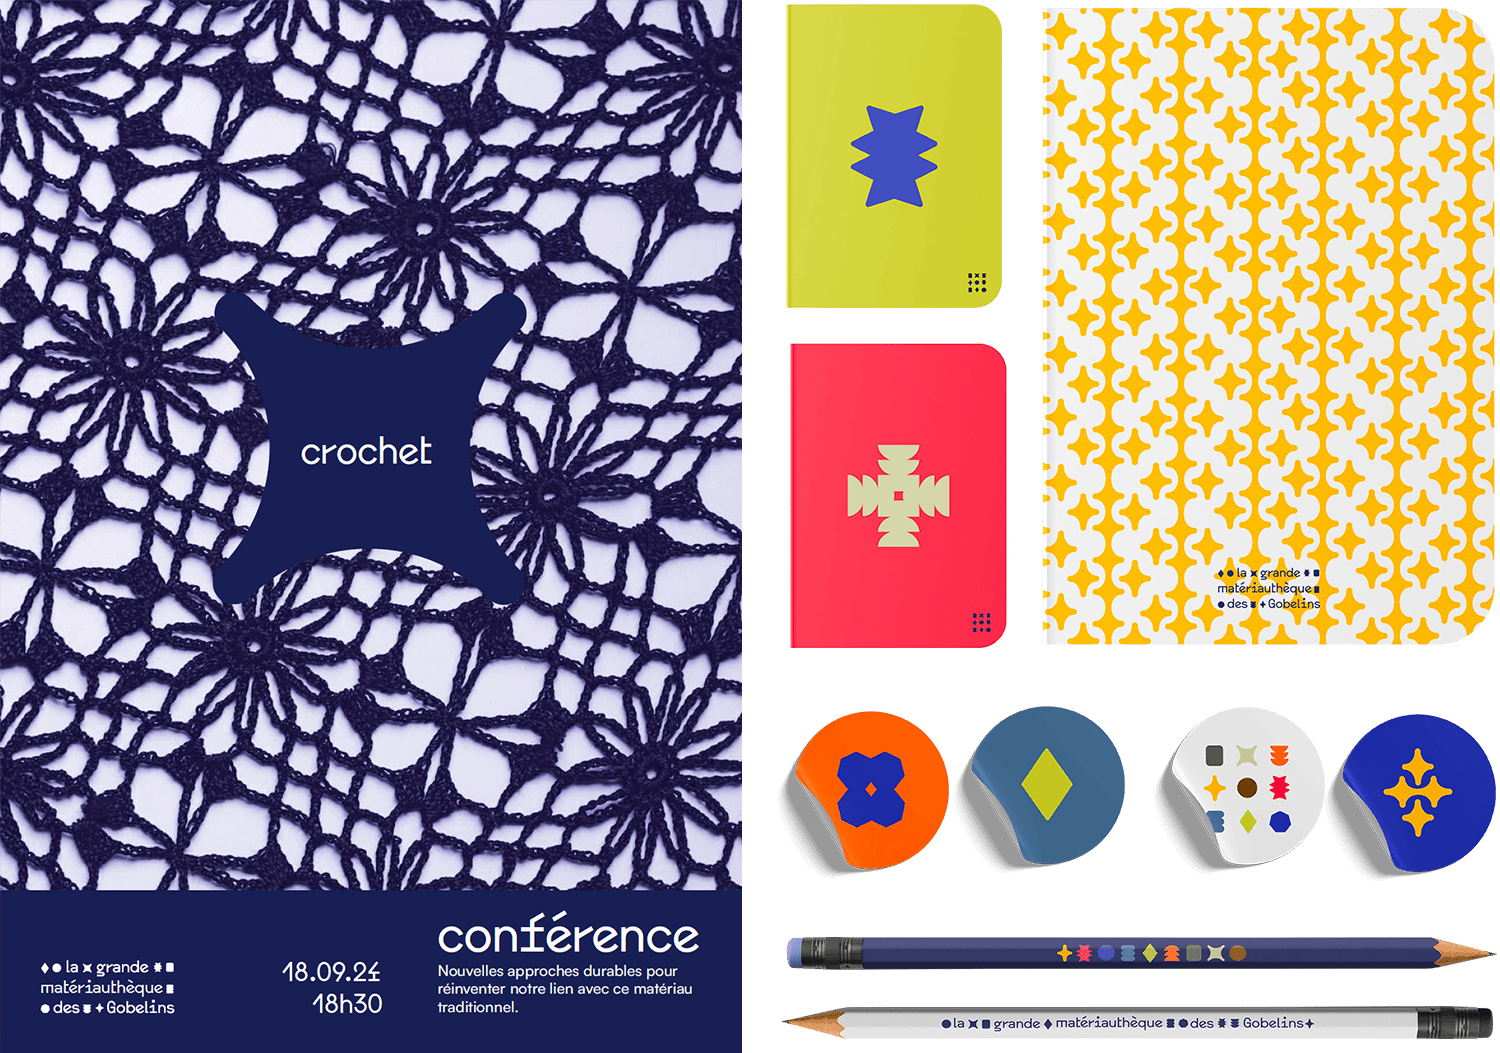 crochet
conférence
Nouvelles approches durables pour
réinventer notre lien avec ce matériau
traditionnel.
18.09.24
18h30
la grande
matériauthèque
des Gobelins
la grande
matériauthèque
des Gobelins
la grande matériauthèque des Gobelins